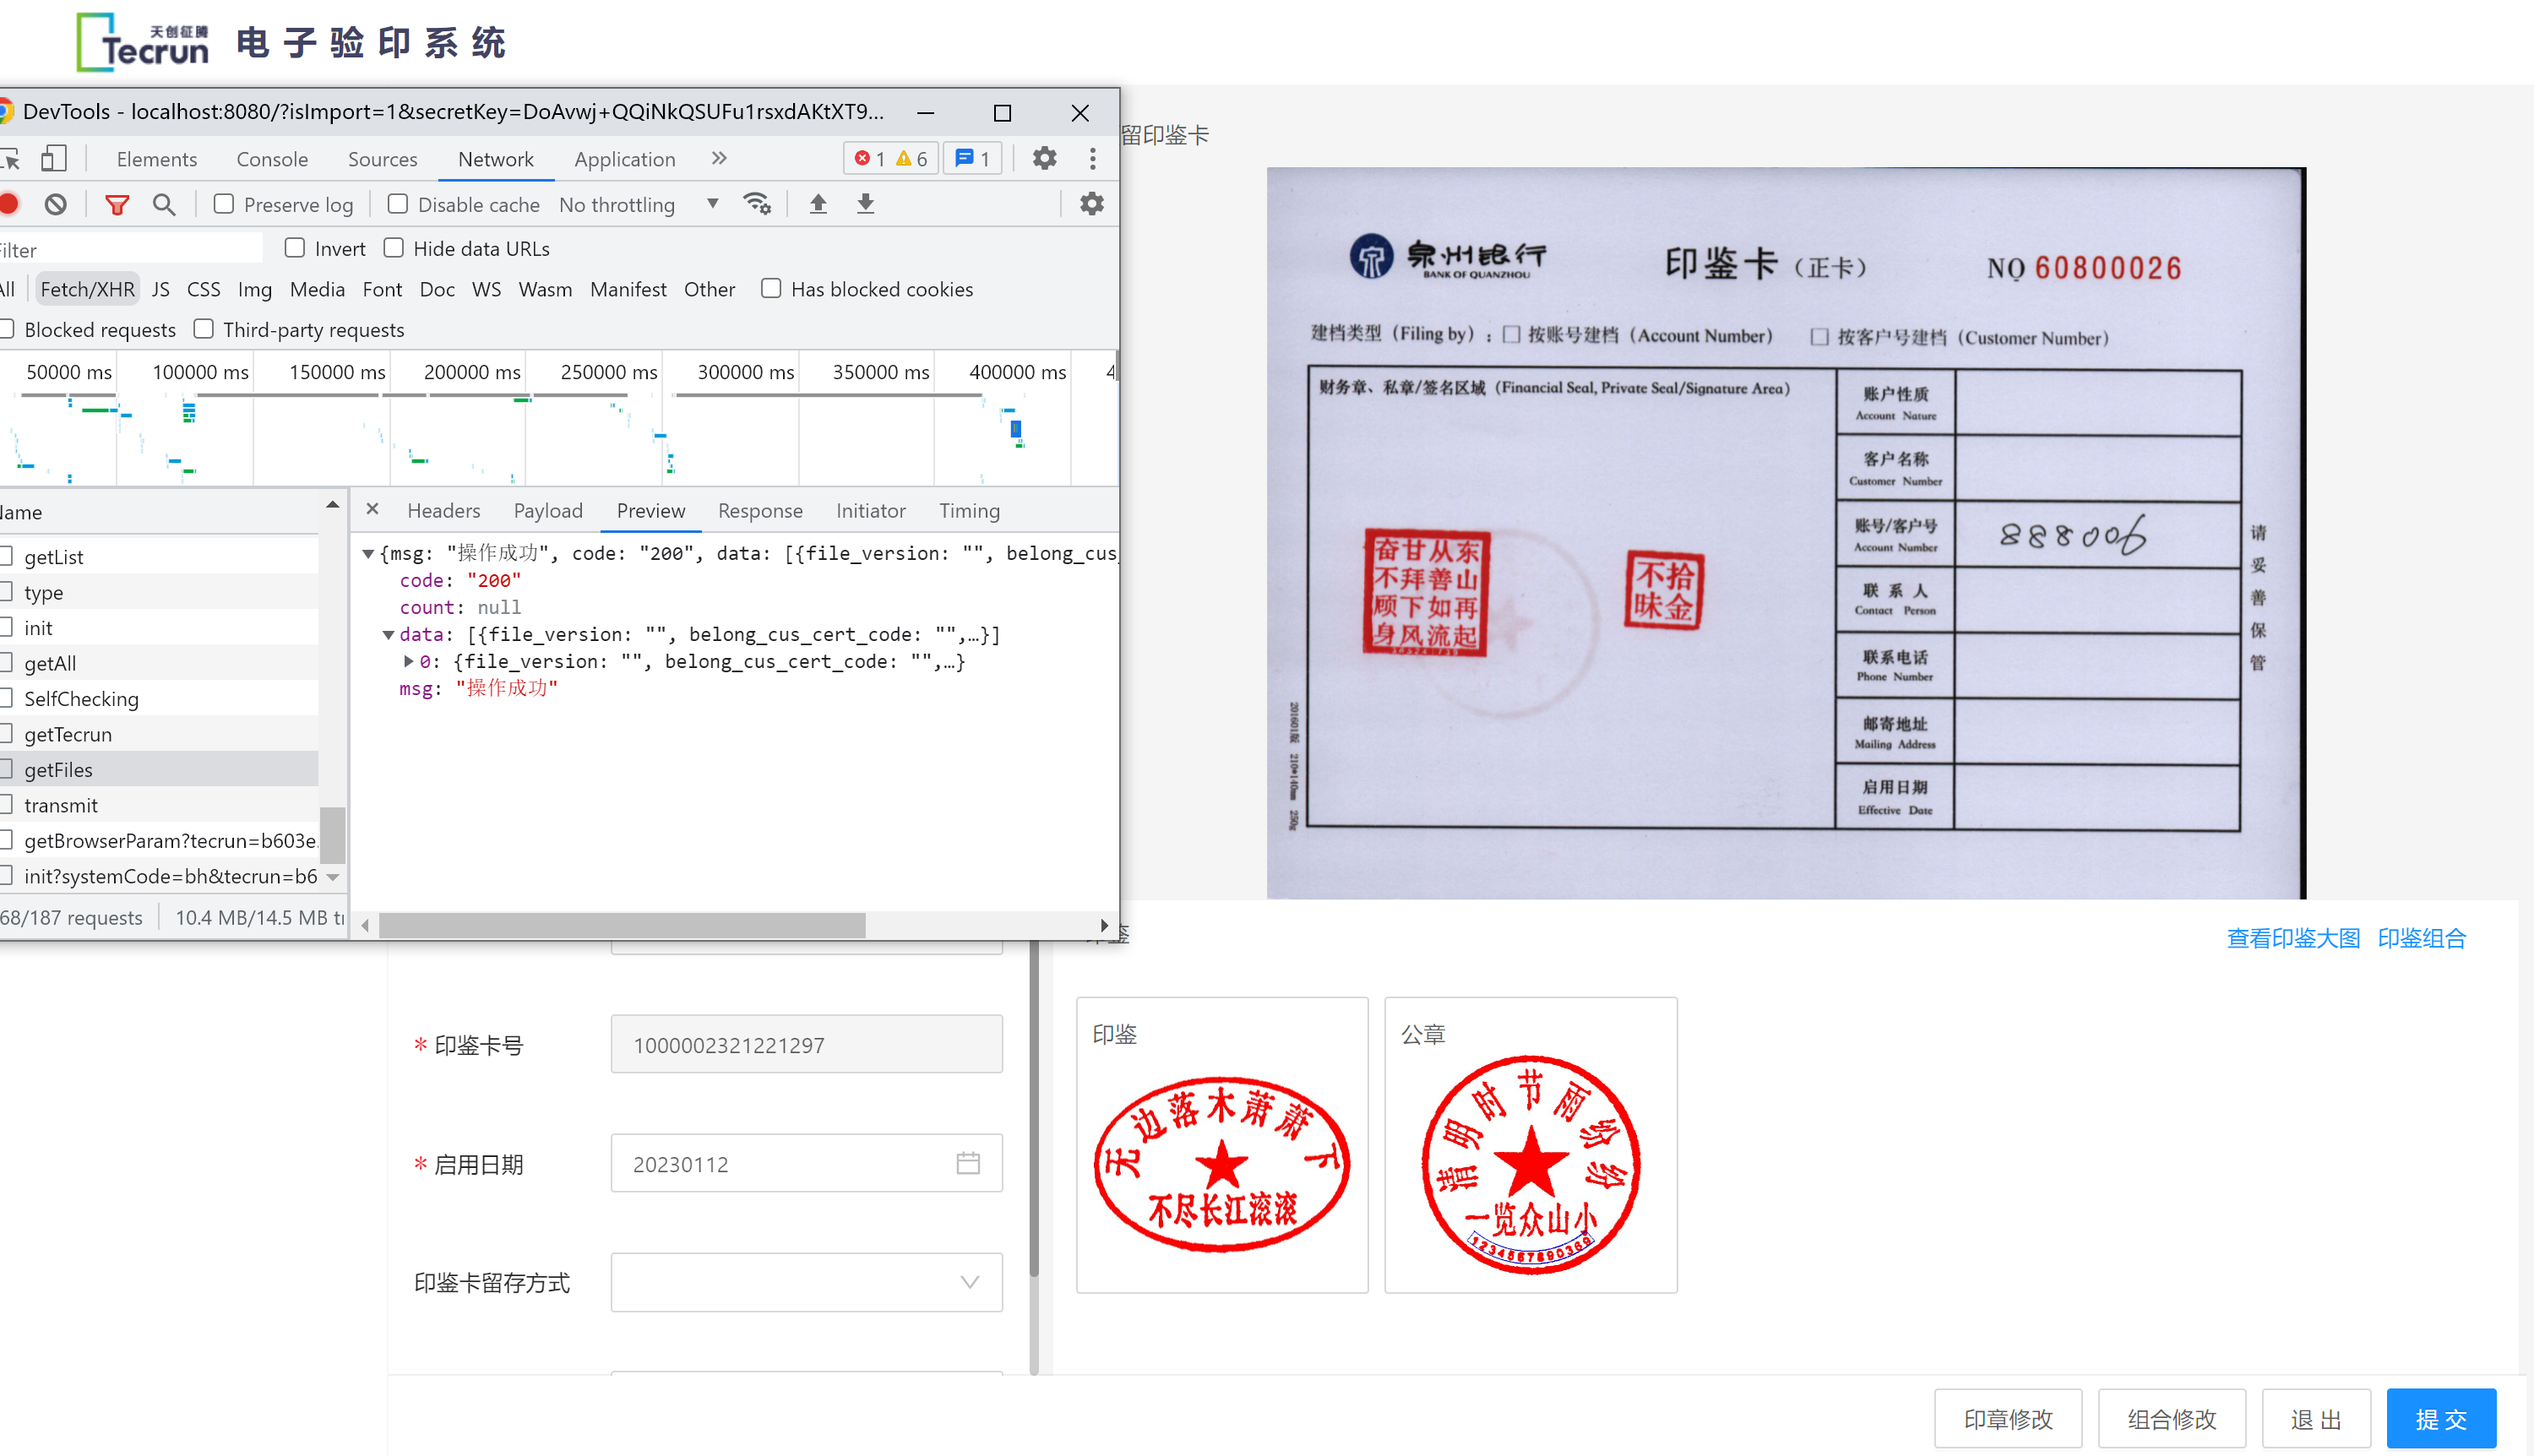 天创征腾
Tecrun
电子验印系统
DevTools - localhost:8080/?isImport=1&secretKey=DoAvwj+QQiNkQSUFu1rsxdAKtXT9...
Elements Console Sources Network Application
1 6 1
Preserve log Disable cache No throttling
Filter Invert Hide data URLs
All Fetch/XHR JS CSS Img Media Font Doc WS Wasm Manifest Other Has blocked cookies
Blocked requests Third-party requests
50000 ms 100000 ms 150000 ms 200000 ms 250000 ms 300000 ms 350000 ms 400000 ms 4
Name
getList
type
init
getAll
SelfChecking
getTecrun
getFiles
transmit
getBrowserParam?tecrun=b603e.
init?systemCode=bh&tecrun=b6
68/187 requests 10.4 MB/14.5 MB tr
× Headers Payload Preview Response Initiator Timing
{msg: "操作成功", code: "200", data: [{file_version: "", belong_cus_
code: "200"
count: null
data: [{file_version: "", belong_cus_cert_code: "",…}]
0: {file_version: "", belong_cus_cert_code: "",…}
msg: "操作成功"
留印鉴卡
泉州银行
BANK OF QUANZHOU
印鉴卡（正卡）
NO 60800026
建档类型（Filing by）: 按账号建档（Account Number） 按客户号建档（Customer Number）
财务章、私章/签名区域（Financial Seal, Private Seal/Signature Area）
东山再起
从善如流
甘拜下风
奋不顾身
拾金
不昧
账户性质
Account Nature
客户名称
Customer Number
账号/客户号
Account Number
888006
联系人
Contact Person
联系电话
Phone Number
邮寄地址
Mailing Address
启用日期
Effective Date
请妥善保管
201601版 210*140mm 250g
印鉴
查看印鉴大图 印鉴组合
* 印鉴卡号 1000002321221297
* 启用日期 20230112
印鉴卡留存方式
印鉴
无边落木萧萧下
不尽长江滚滚
公章
清明时节雨纷纷
一览众山小
1234567890369
印章修改 组合修改 退出 提交